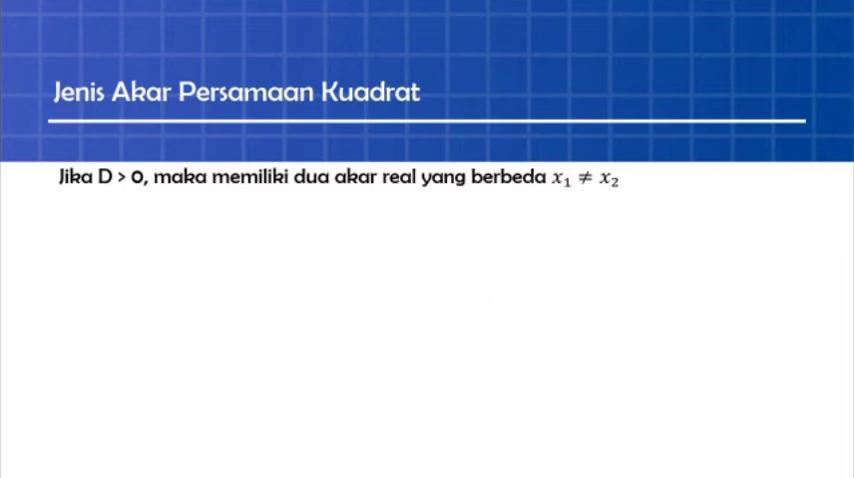 Jenis Akar Persamaan Kuadrat
Jika D > 0, maka memiliki dua akar real yang berbeda x₁ ≠ x₂